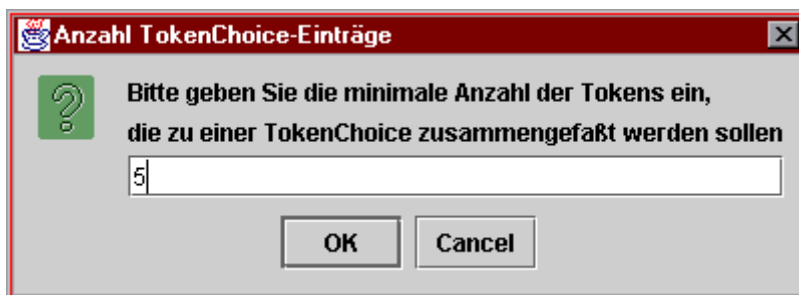 Anzahl TokenChoice-Einträge
Bitte geben Sie die minimale Anzahl der Tokens ein,
die zu einer TokenChoice zusammengefaßt werden sollen
5
OK Cancel